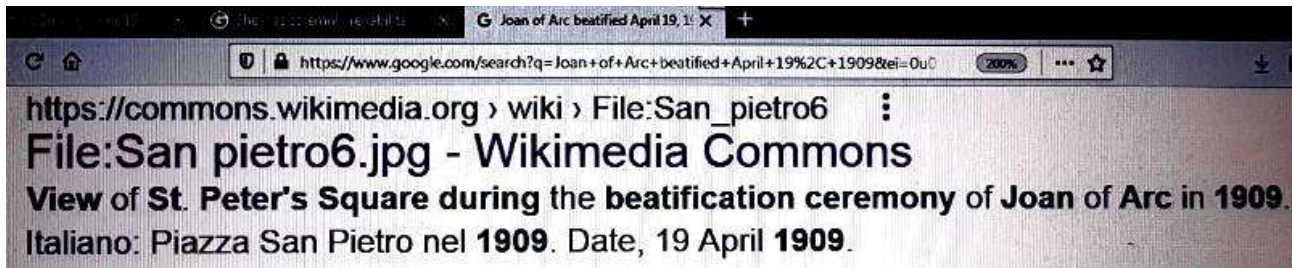 G Joan of Arc beatified April 19, 1
https://www.google.com/search?q=Joan+of+Arc+beatified+April+19%2C+1909&ei=0u0
200%
https://commons.wikimedia.org › wiki › File:San_pietro6
File:San pietro6.jpg - Wikimedia Commons
View of St. Peter's Square during the beatification ceremony of Joan of Arc in 1909.
Italiano: Piazza San Pietro nel 1909. Date, 19 April 1909.